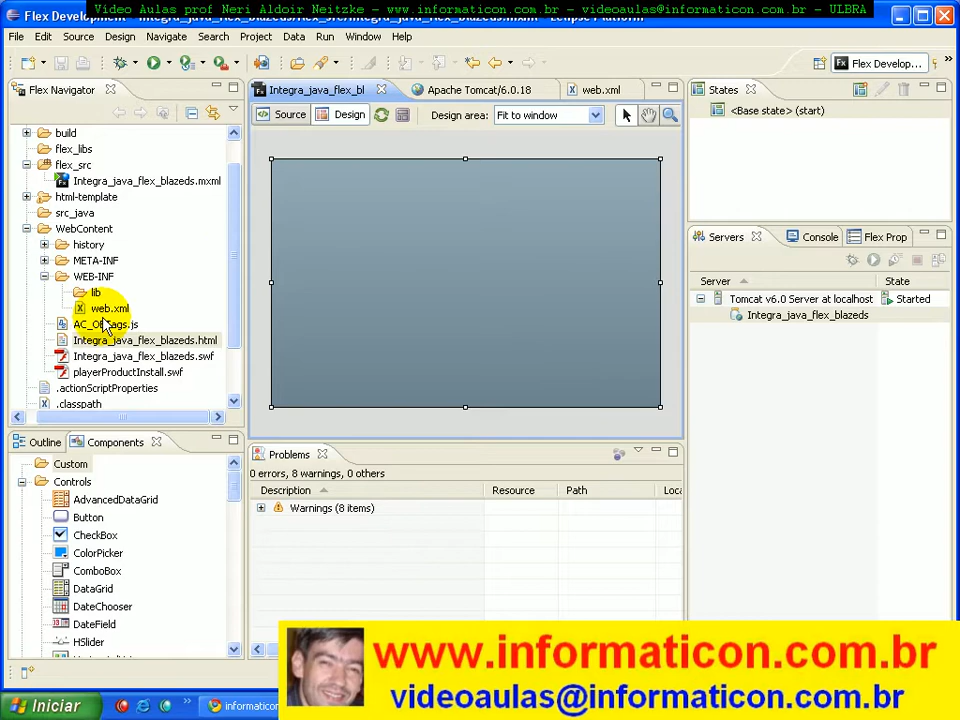 Video Aulas prof Neri Aldoir Neitzke - www.informaticon.com.br - videoaulas@informaticon.com.br - ULBRA
File Edit Source Design Navigate Search Project Data Run Window Help
Flex Develop...
Flex Navigator
build
flex_libs
flex_src
Integra_java_flex_blazeds.mxml
html-template
src_java
WebContent
history
META-INF
WEB-INF
lib
web.xml
Integra_java_flex_blazeds.html
Integra_java_flex_blazeds.swf
playerProductInstall.swf
.actionScriptProperties
.classpath
Outline Components
Custom
Controls
AdvancedDataGrid
Button
CheckBox
ColorPicker
ComboBox
DataGrid
DateChooser
DateField
HSlider
Integra_java_flex_bl Apache Tomcat/6.0.18 web.xml
Source Design Design area: Fit to window
Problems
0 errors, 8 warnings, 0 others
Description Resource Path Loca
Warnings (8 items)
States
<Base state> (start)
Servers Console Flex Prop
Server State
Tomcat v6.0 Server at localhost Started
Integra_java_flex_blazeds
www.informaticon.com.br
videoaulas@informaticon.com.br
Iniciar
informaticon